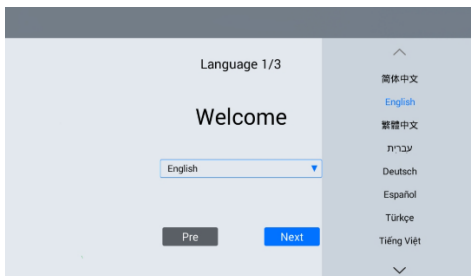 Language 1/3
Welcome
English
Pre
Next
简体中文
English
繁體中文
עברית
Deutsch
Español
Türkçe
Tiếng Việt